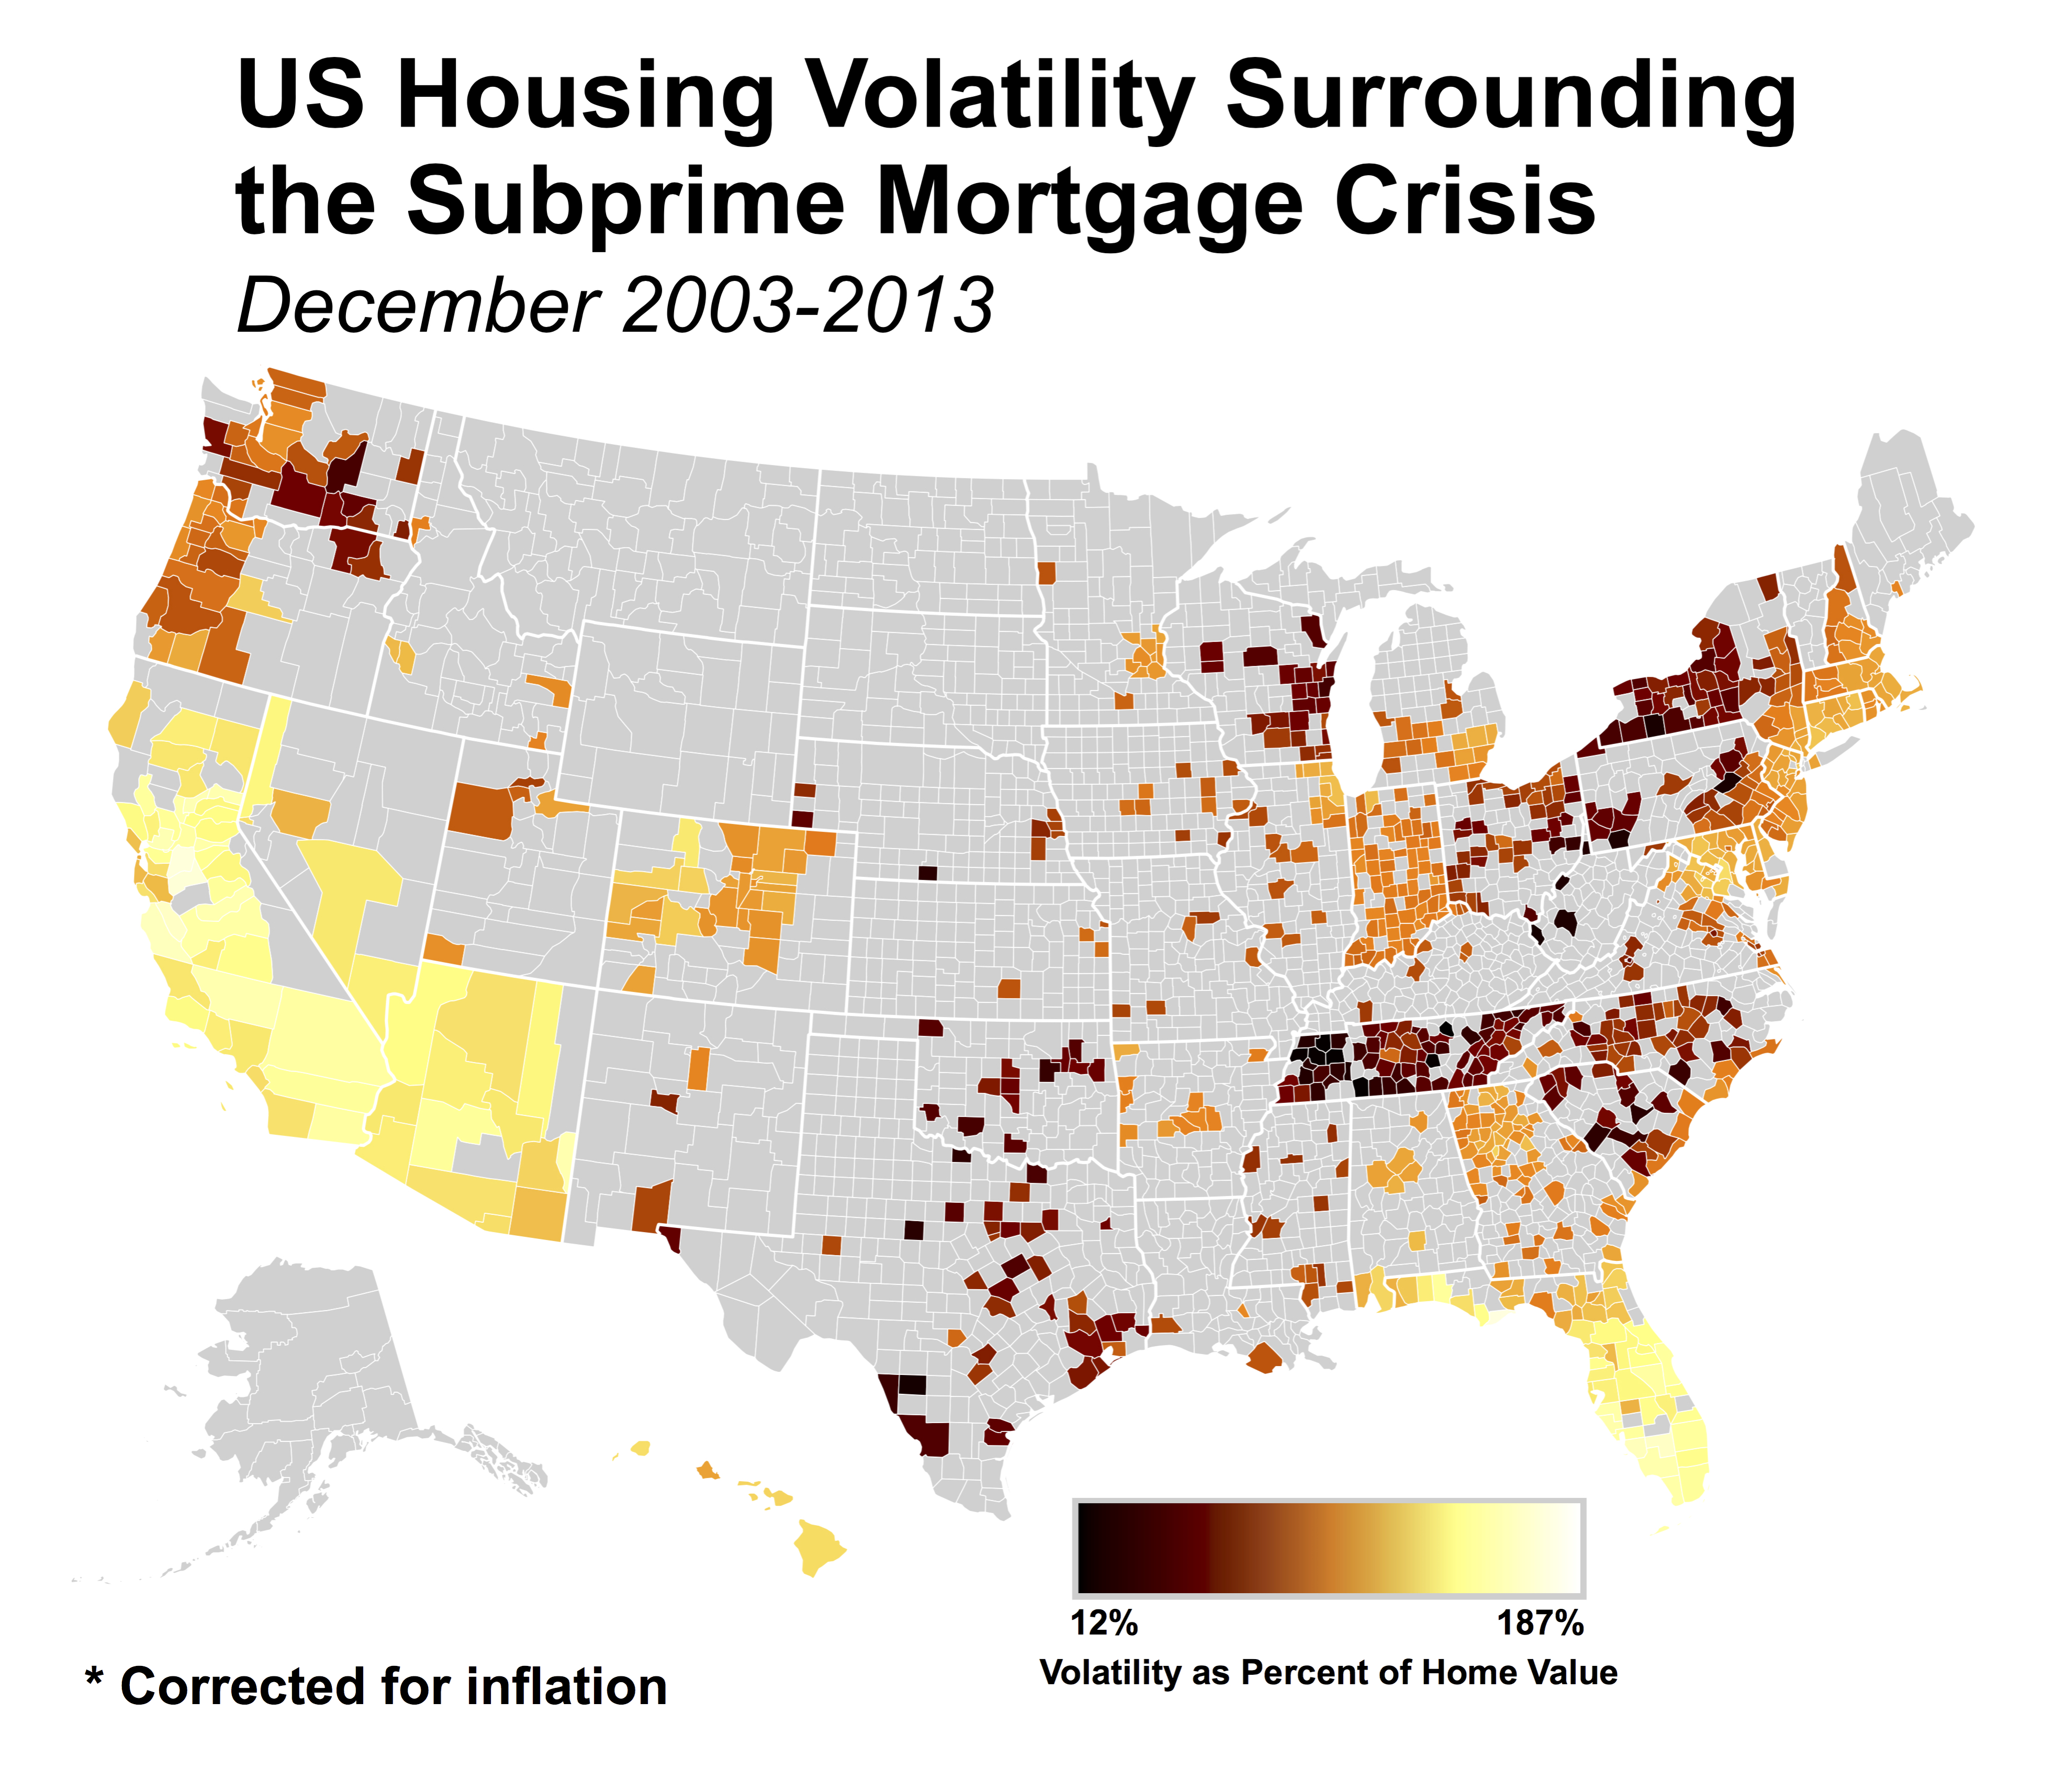 US Housing Volatility Surrounding
the Subprime Mortgage Crisis
December 2003-2013
12%
187%
Volatility as Percent of Home Value
* Corrected for inflation